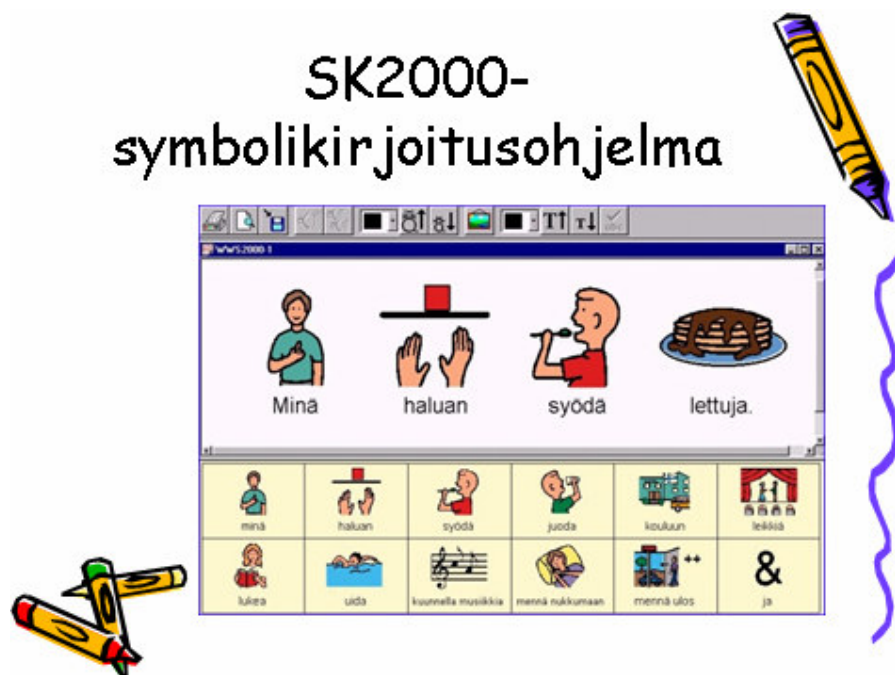 SK2000-
symbolikirjoitusohjelma
WWS2000-1
Minä haluan syödä lettuja.
minä haluan syödä juoda kouluun leikkiä
lukea uida kuunnella musiikkia mennä nukkumaan mennä ulos ja